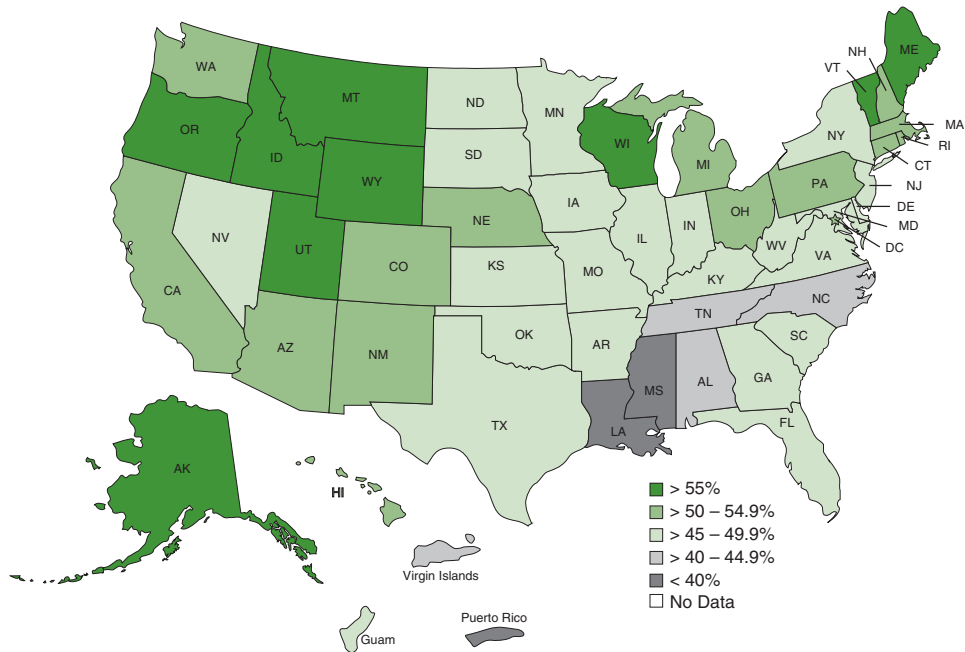 WA
MT
ND
MN
OR
ID
WY
SD
WI
MI
NY
VT
NH
ME
MA
RI
CT
NJ
DE
MD
DC
NE
IA
PA
OH
IL
IN
NV
UT
CO
KS
MO
KY
WV
VA
CA
AZ
NM
OK
AR
TN
NC
SC
TX
LA
MS
AL
GA
FL
AK
HI
Virgin Islands
Guam
Puerto Rico
> 55%
> 50 – 54.9%
> 45 – 49.9%
> 40 – 44.9%
< 40%
No Data